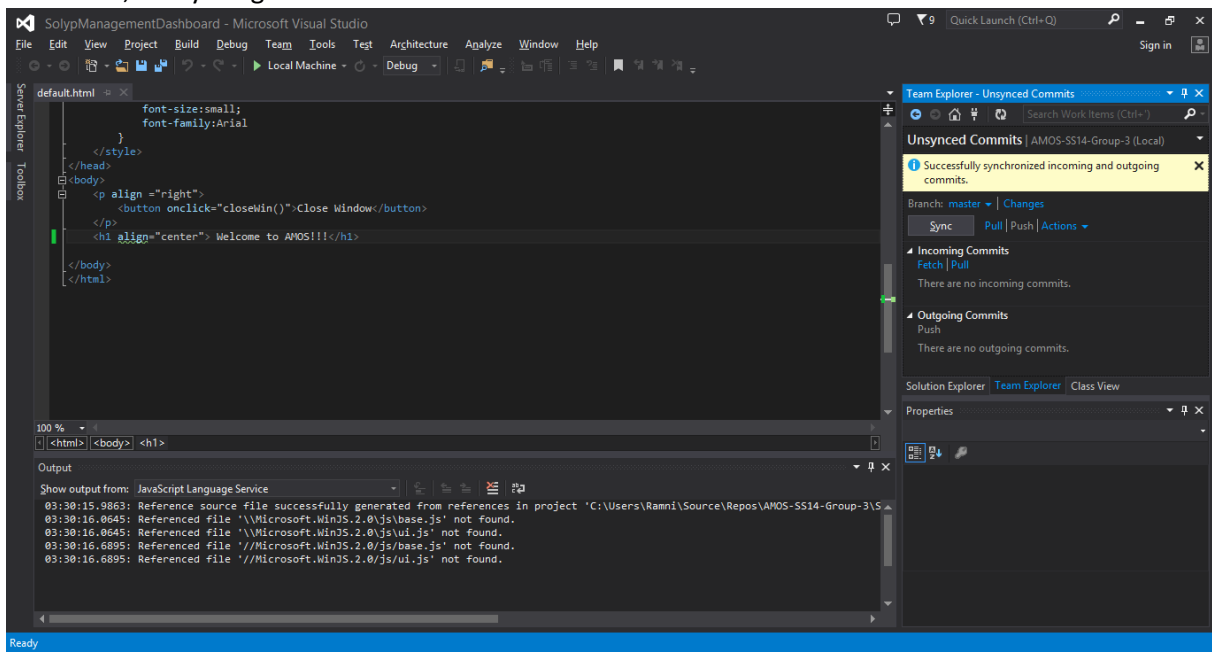 SolypManagementDashboard - Microsoft Visual Studio
9
Quick Launch (Ctrl+Q)
File Edit View Project Build Debug Team Tools Test Architecture Analyze Window Help
Sign in
Local Machine
Debug
Server Explorer
Toolbox
default.html
font-size:small;
font-family:Arial
}
</style>
</head>
<body>
<p align ="right">
<button onclick="closeWin()">Close Window</button>
</p>
<h1 align="center"> Welcome to AMOS!!!</h1>
</body>
</html>
100 %
<html> <body> <h1>
Output
Show output from: JavaScript Language Service
03:30:15.9863: Reference source file successfully generated from references in project 'C:\Users\Ramni\Source\Repos\AMOS-SS14-Group-3\S
03:30:16.0645: Referenced file '\\Microsoft.WinJS.2.0\js\base.js' not found.
03:30:16.0645: Referenced file '\\Microsoft.WinJS.2.0\js\ui.js' not found.
03:30:16.6895: Referenced file '//Microsoft.WinJS.2.0/js/base.js' not found.
03:30:16.6895: Referenced file '//Microsoft.WinJS.2.0/js/ui.js' not found.
Team Explorer - Unsynced Commits
Search Work Items (Ctrl+')
Unsynced Commits | AMOS-SS14-Group-3 (Local)
Successfully synchronized incoming and outgoing
commits.
Branch: master | Changes
Sync Pull | Push | Actions
Incoming Commits
Fetch | Pull
There are no incoming commits.
Outgoing Commits
Push
There are no outgoing commits.
Solution Explorer Team Explorer Class View
Properties
Ready